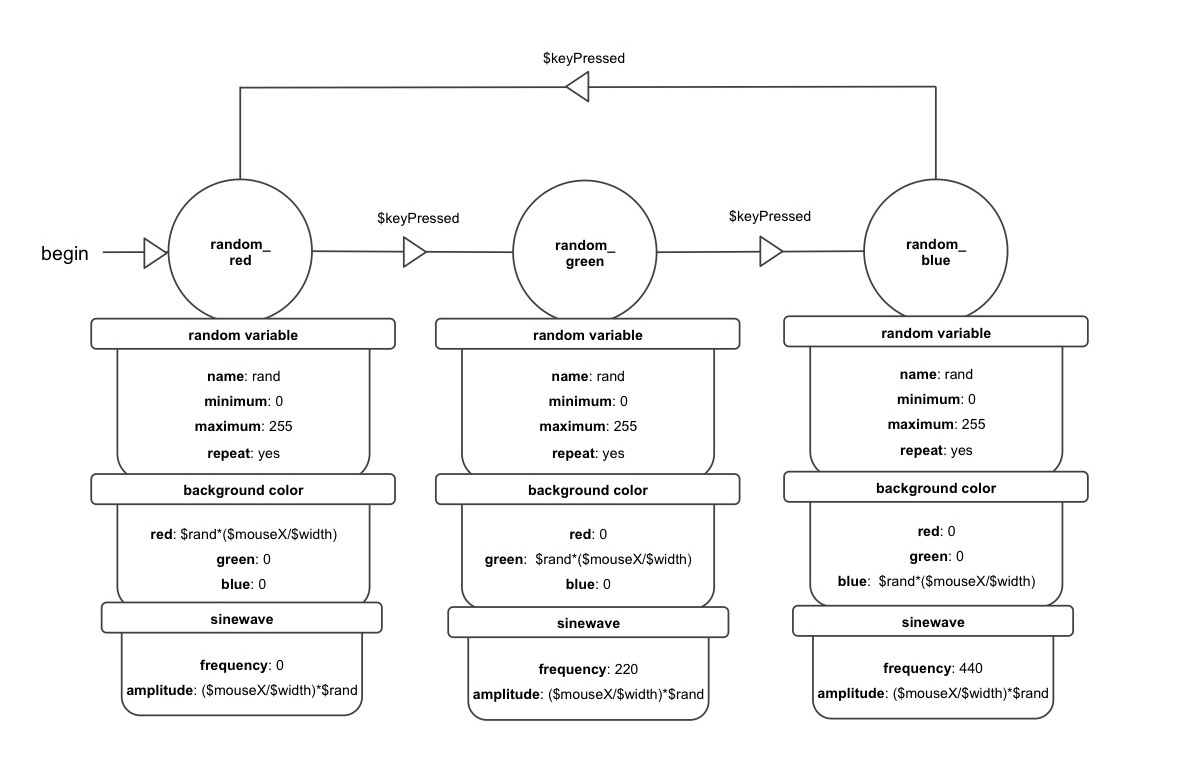 $keyPressed
begin
random_
red
$keyPressed
random_
green
$keyPressed
random_
blue
random variable
name: rand
minimum: 0
maximum: 255
repeat: yes
background color
red: $rand*($mouseX/$width)
green: 0
blue: 0
sinewave
frequency: 0
amplitude: ($mouseX/$width)*$rand
random variable
name: rand
minimum: 0
maximum: 255
repeat: yes
background color
red: 0
green: $rand*($mouseX/$width)
blue: 0
sinewave
frequency: 220
amplitude: ($mouseX/$width)*$rand
random variable
name: rand
minimum: 0
maximum: 255
repeat: yes
background color
red: 0
green: 0
blue: $rand*($mouseX/$width)
sinewave
frequency: 440
amplitude: ($mouseX/$width)*$rand